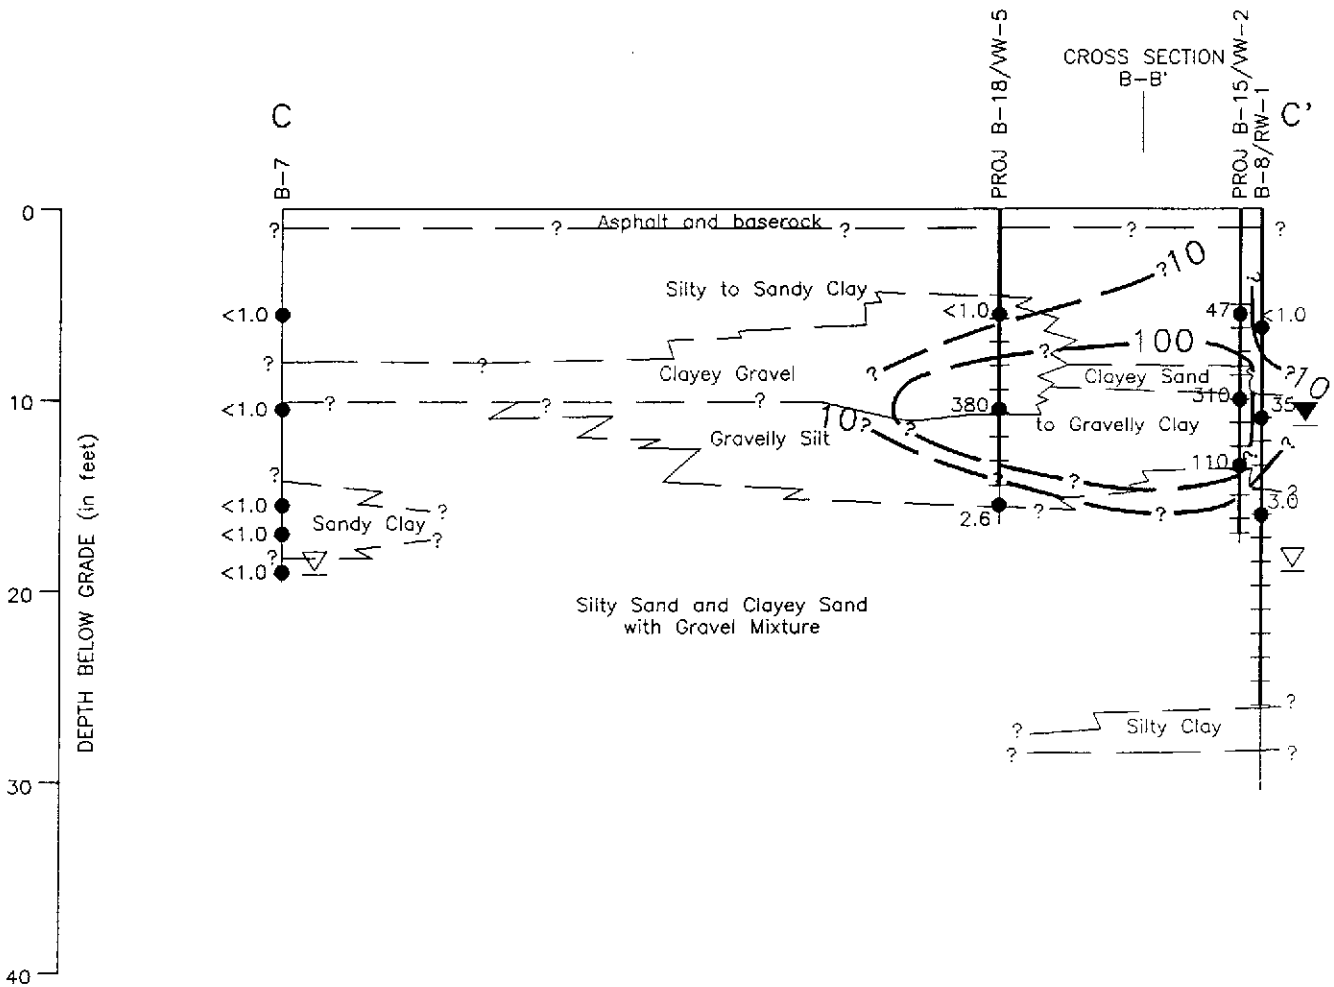 CROSS SECTION
B-B'
C
C'
B-7
PROJ B-18/VW-5
PROJ B-15/VW-2
B-8/RW-1
0
10
20
30
40
DEPTH BELOW GRADE (in feet)
? ? Asphalt and baserock ? ? ?
?10
Silty to Sandy Clay
?
<1.0
<1.0
47
<1.0
? ?
? 100
Clayey Gravel
?
Clayey Sand
?10
310
? ? ?
<1.0
380
35
10?
?
Gravelly Silt
to Gravelly Clay
?
?
110
?
?
?
?
<1.0
Sandy Clay
?
2.6
?
?
3.0
<1.0
?
?
<1.0
Silty Sand and Clayey Sand
with Gravel Mixture
?
?
Silty Clay
?
?